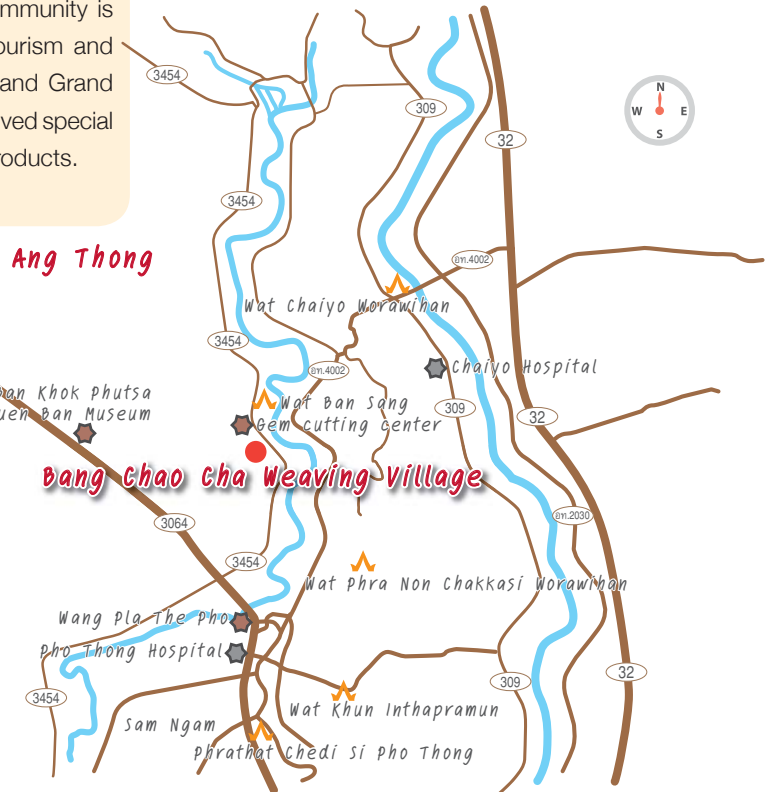 mmunity is
ourism and
and Grand
ved special
roducts.
Ang Thong
3454
309
32
N
W E
S
3454
อท.4002
Wat Chaiyo Worawihan
3454
อท.4002
Chaiyo Hospital
an Khok Phutsa
uen Ban Museum
Wat Ban Sang
309
32
Gem cutting center
Bang Chao Cha Weaving Village
3064
อท.2030
3454
Wat Phra Non Chakkasi Worawihan
Wang Pla The Pho
Pho Thong Hospital
3454
309
32
Wat Khun Inthapramun
Sam Ngam
Phrathat Chedi Si Pho Thong